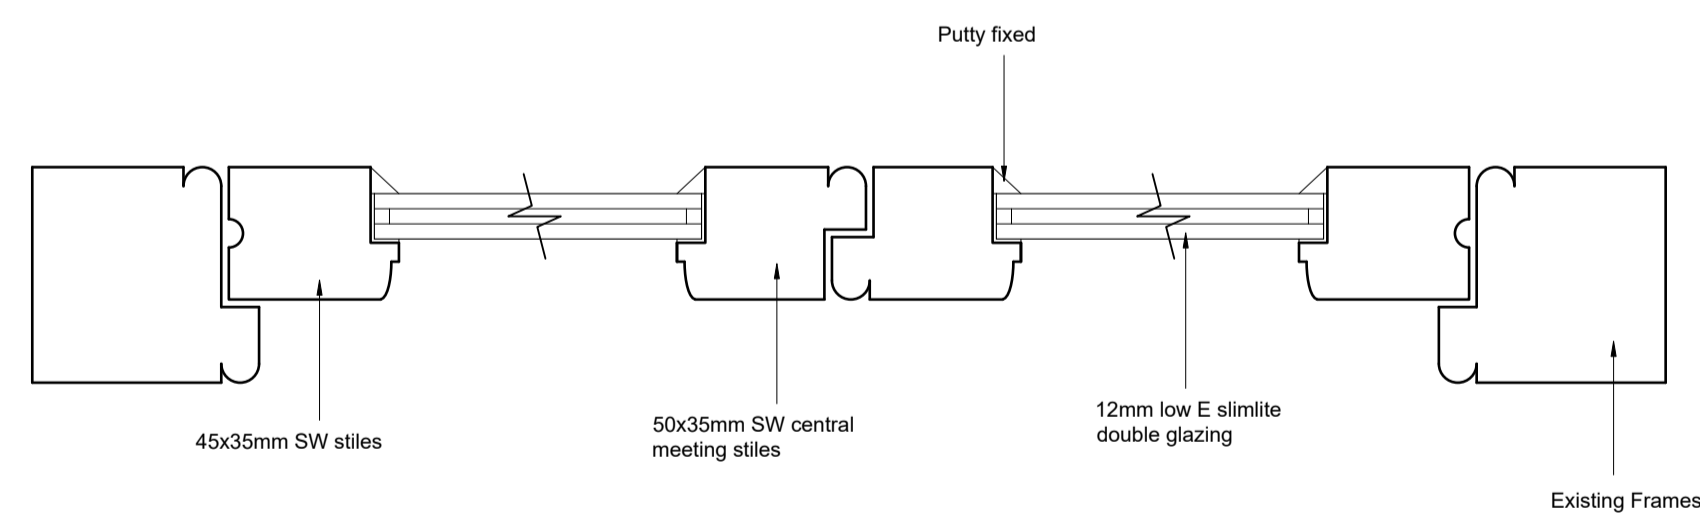 Putty fixed
45x35mm SW stiles
50x35mm SW central
meeting stiles
12mm low E slimlite
double glazing
Existing Frames